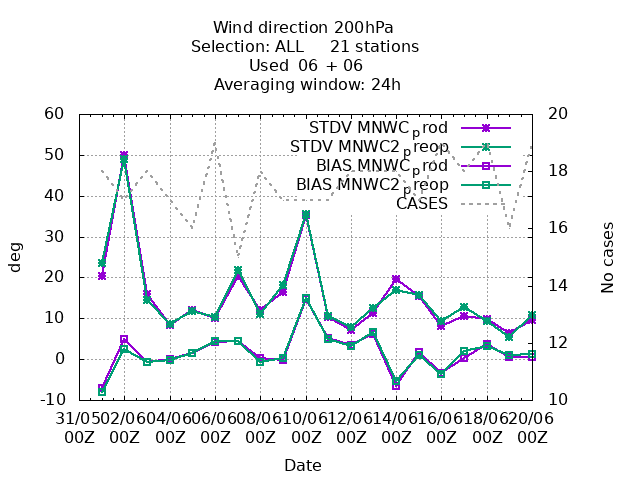 Wind direction 200hPa
Selection: ALL 21 stations
Used 06 + 06
Averaging window: 24h
60 50 40 30 20 10 0 -10
20 18 16 14 12 10
STDV MNWC_prod
STDV MNWC2_preop
BIAS MNWC_prod
BIAS MNWC2_preop
CASES
deg
No cases
31/05 02/06 04/06 06/06 08/06 10/06 12/06 14/06 16/06 18/06 20/06
00Z 00Z 00Z 00Z 00Z 00Z 00Z 00Z 00Z 00Z 00Z
Date